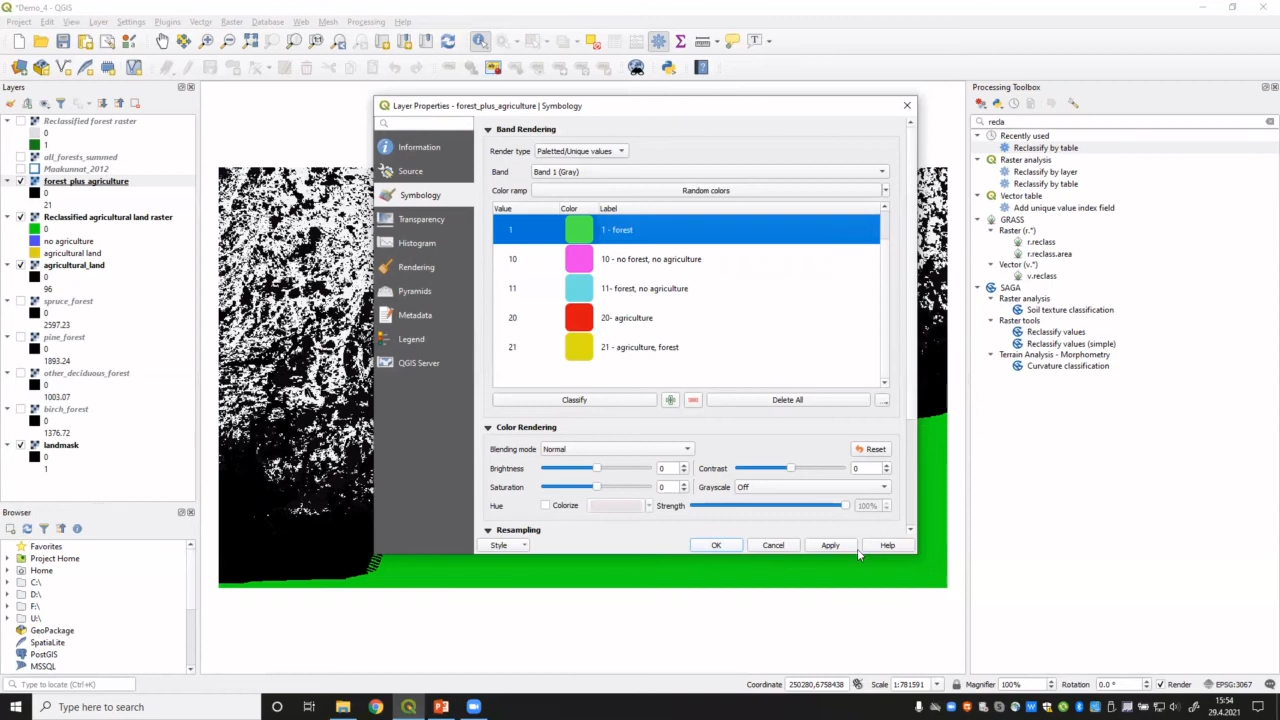 *Demo_4 - QGIS
Project Edit View Layer Settings Plugins Vector Raster Database Web Mesh Processing Help
Layers
Reclassified forest raster
0
1
all_forests_summed
Maakunnat_2012
forest_plus_agriculture
0
21
Reclassified agricultural land raster
0
no agriculture
agricultural land
agricultural_land
0
96
spruce_forest
0
2597.23
pine_forest
0
1893.24
other_deciduous_forest
0
1003.07
birch_forest
0
1376.72
landmask
0
1
Browser
Favorites
Project Home
Home
C:\
D:\
F:\
U:\
GeoPackage
SpatiaLite
PostGIS
MSSQL
Layer Properties - forest_plus_agriculture | Symbology
Information
Source
Symbology
Transparency
Histogram
Rendering
Pyramids
Metadata
Legend
QGIS Server
Band Rendering
Render type Paletted/Unique values
Band Band 1 (Gray)
Color ramp Random colors
Value Color Label
1 1 - forest
10 10 - no forest, no agriculture
11 11- forest, no agriculture
20 20- agriculture
21 21 - agriculture, forest
Classify Delete All ...
Color Rendering
Blending mode Normal Reset
Brightness 0 Contrast 0
Saturation 0 Grayscale Off
Hue Colorize Strength 100%
Resampling
Style OK Cancel Apply Help
Processing Toolbox
reda
Recently used
Reclassify by table
Raster analysis
Reclassify by layer
Reclassify by table
Vector table
Add unique value index field
GRASS
Raster (r.*)
r.reclass
r.reclass.area
Vector (v.*)
v.reclass
SAGA
Raster analysis
Soil texture classification
Raster tools
Reclassify values
Reclassify values (simple)
Terrain Analysis - Morphometry
Curvature classification
Type to locate (Ctrl+K) Coordinate 250280,6758438 Scale 1:781591 Magnifier 100% Rotation 0.0 ° Render EPSG:3067
Type here to search 15:54
29.4.2021